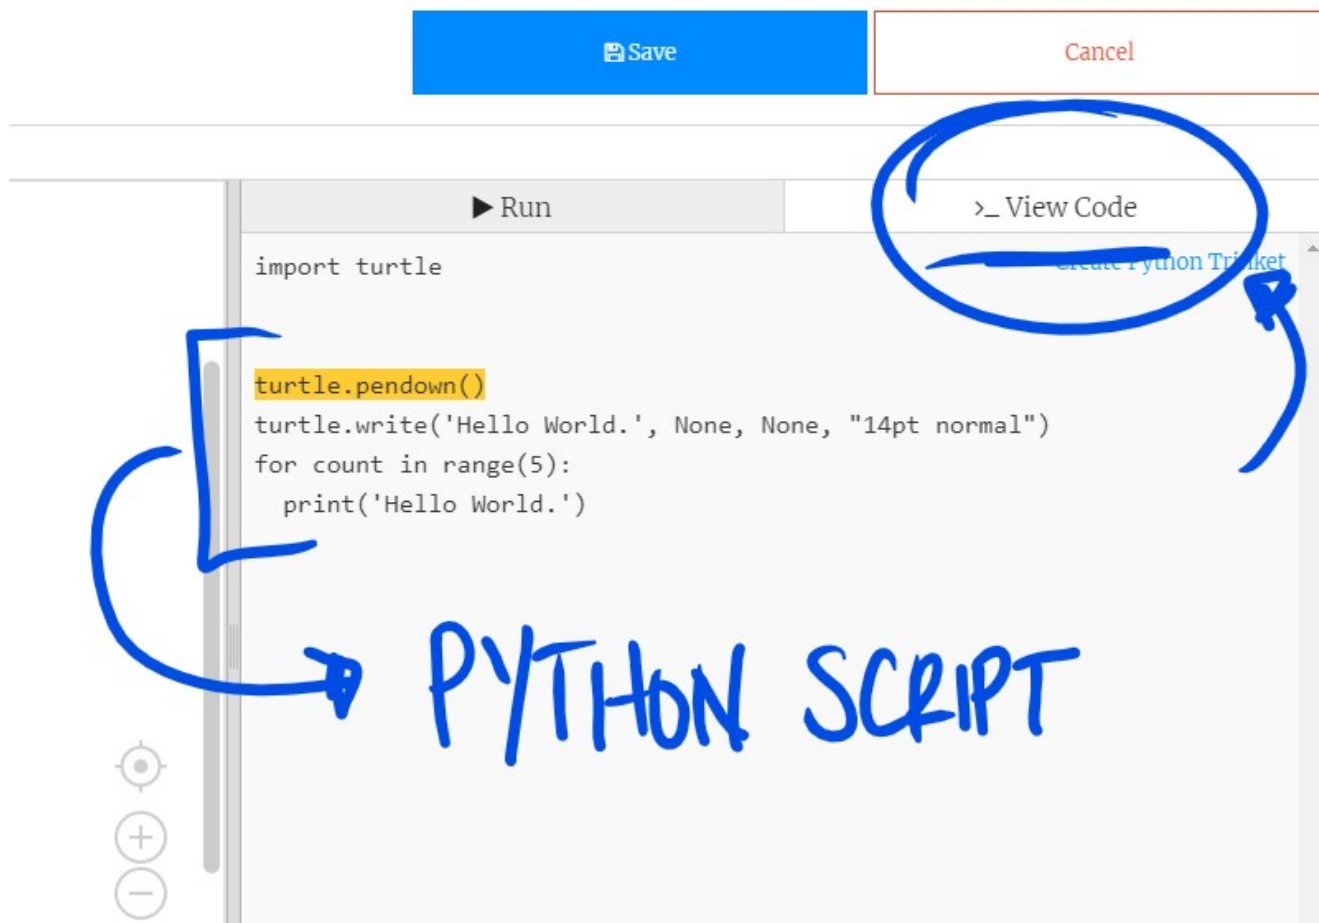 Save
Cancel
Run
>_ View Code
Create Python Trinket
import turtle
turtle.pendown()
turtle.write('Hello World.', None, None, "14pt normal")
for count in range(5):
  print('Hello World.')
PYTHON SCRIPT